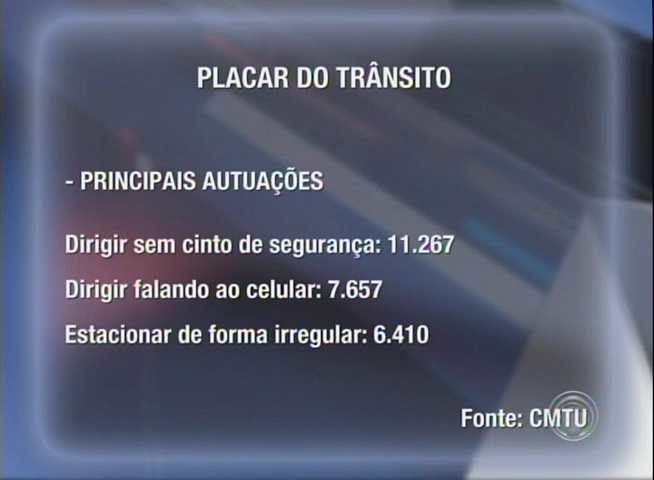 PLACAR DO TRÂNSITO
- PRINCIPAIS AUTUAÇÕES
Dirigir sem cinto de segurança: 11.267
Dirigir falando ao celular: 7.657
Estacionar de forma irregular: 6.410
Fonte: CMTU